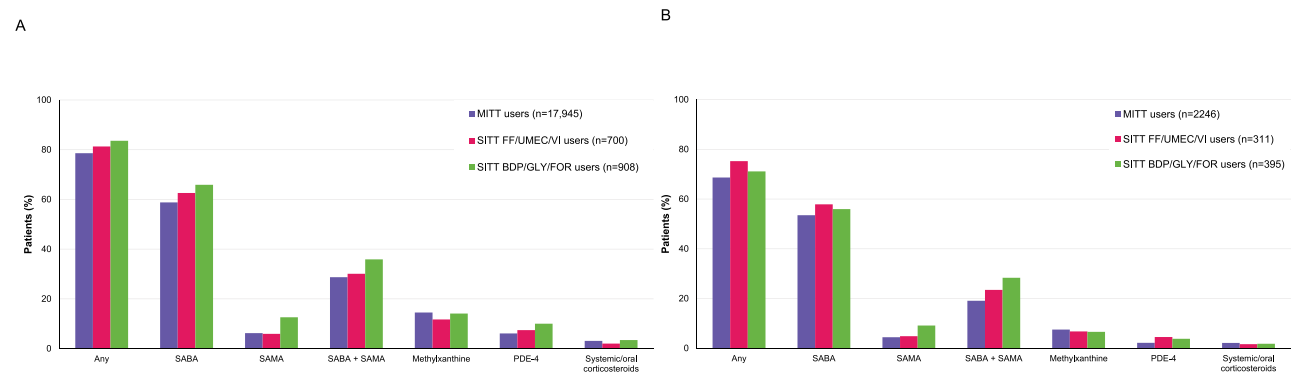 A
100
80
60
40
20
0
Patients (%)
MITT users (n=17,945)
SITT FF/UMEC/VI users (n=700)
SITT BDP/GLY/FOR users (n=908)
Any
SABA
SAMA
SABA + SAMA
Methylxanthine
PDE-4
Systemic/oral
corticosteroids
B
100
80
60
40
20
0
Patients (%)
MITT users (n=2246)
SITT FF/UMEC/VI users (n=311)
SITT BDP/GLY/FOR users (n=395)
Any
SABA
SAMA
SABA + SAMA
Methylxanthine
PDE-4
Systemic/oral
corticosteroids